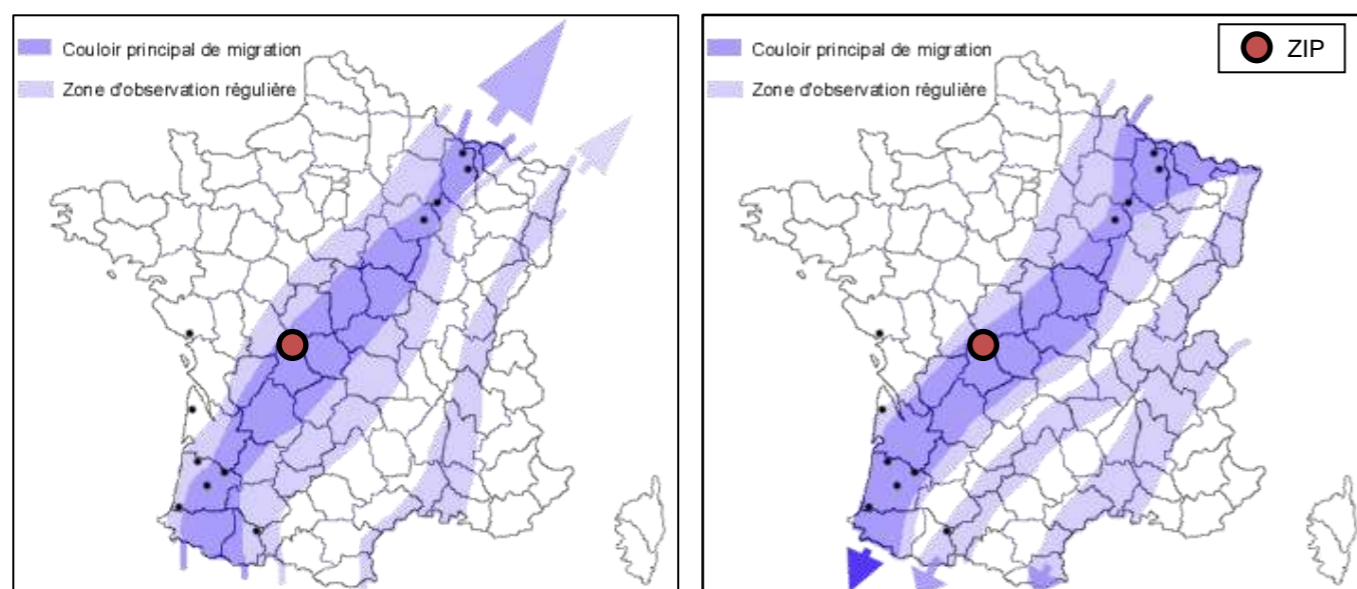 Couloir principal de migration
Zone d'observation régulière
Couloir principal de migration
Zone d'observation régulière
ZIP